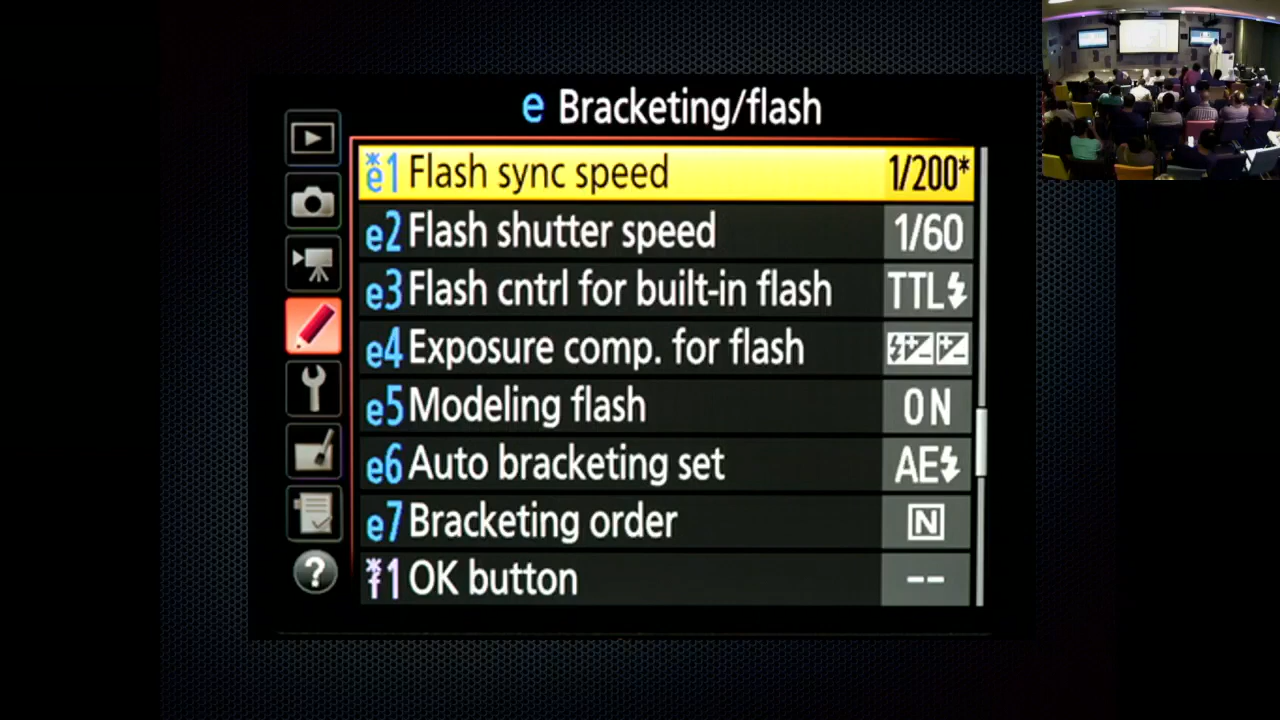 e Bracketing/flash
*e1 Flash sync speed 1/200*
e2 Flash shutter speed 1/60
e3 Flash cntrl for built-in flash TTL
e4 Exposure comp. for flash
e5 Modeling flash ON
e6 Auto bracketing set AE
e7 Bracketing order N
*f1 OK button --
?